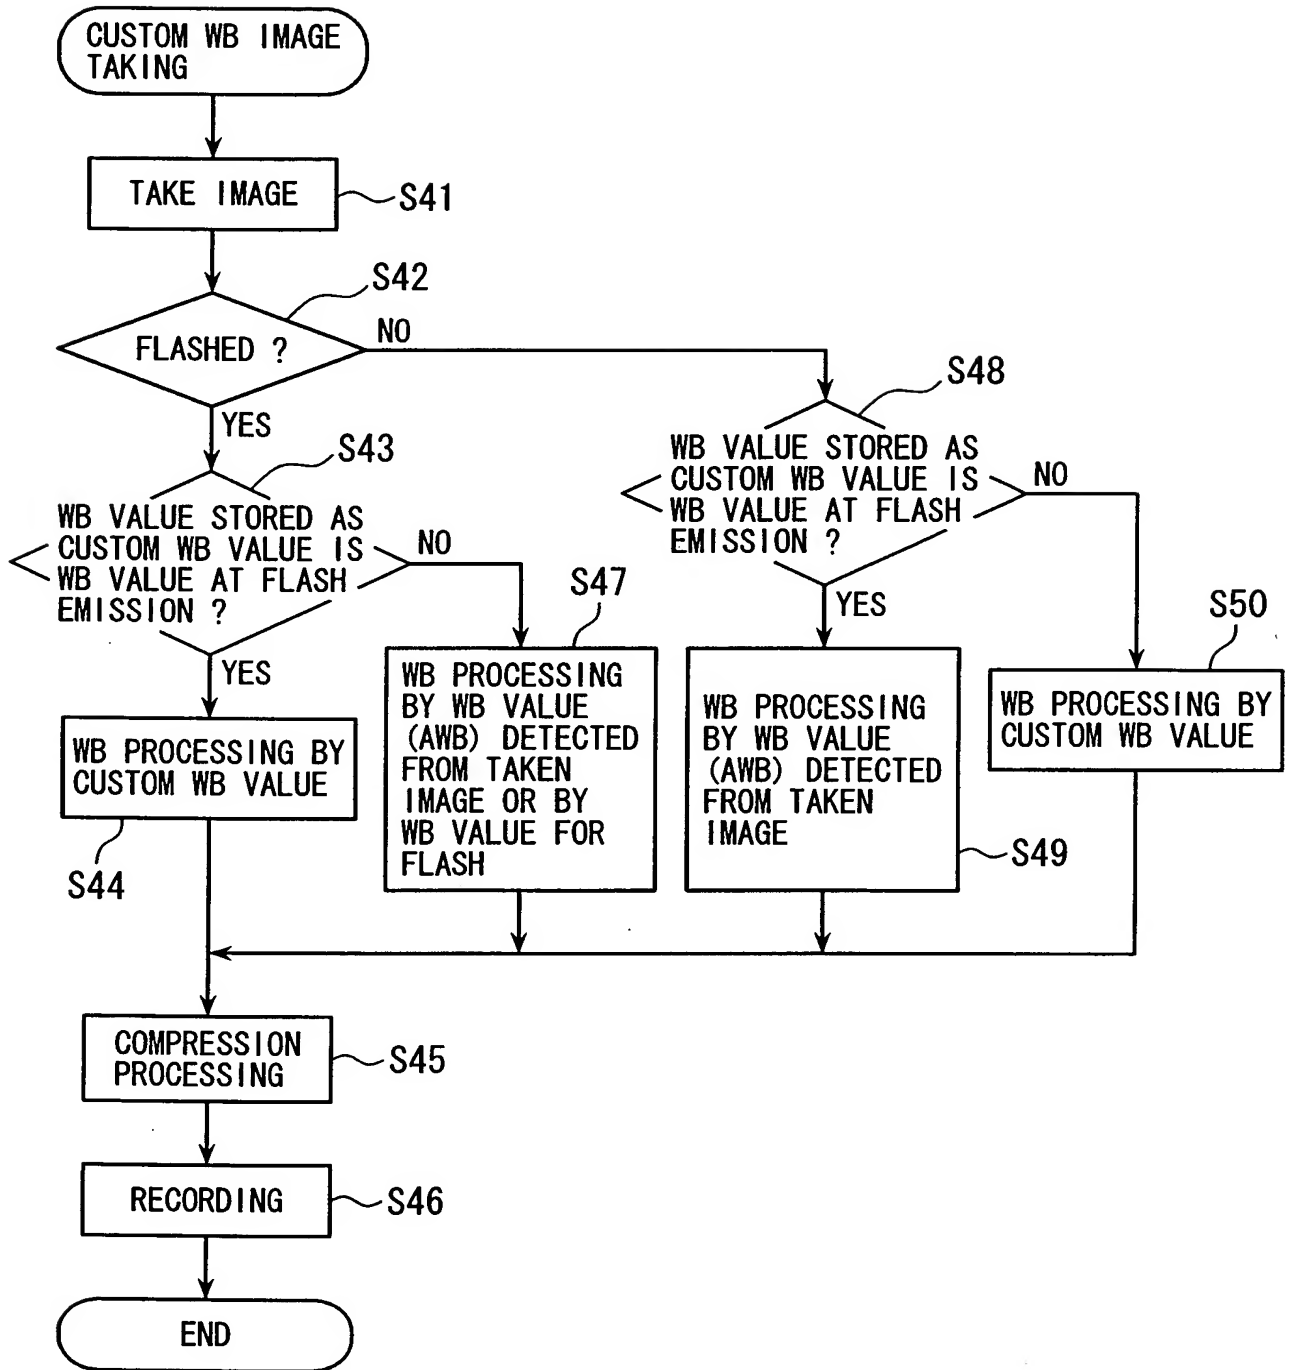 CUSTOM WB IMAGE
TAKING
TAKE IMAGE
S41
S42
FLASHED ?
NO
YES
S43
WB VALUE STORED AS
CUSTOM WB VALUE IS
WB VALUE AT FLASH
EMISSION ?
NO
YES
S48
WB VALUE STORED AS
CUSTOM WB VALUE IS
WB VALUE AT FLASH
EMISSION ?
NO
YES
WB PROCESSING BY
CUSTOM WB VALUE
S44
S47
WB PROCESSING
BY WB VALUE
(AWB) DETECTED
FROM TAKEN
IMAGE OR BY
WB VALUE FOR
FLASH
WB PROCESSING
BY WB VALUE
(AWB) DETECTED
FROM TAKEN
IMAGE
S49
S50
WB PROCESSING BY
CUSTOM WB VALUE
COMPRESSION
PROCESSING
S45
RECORDING
S46
END